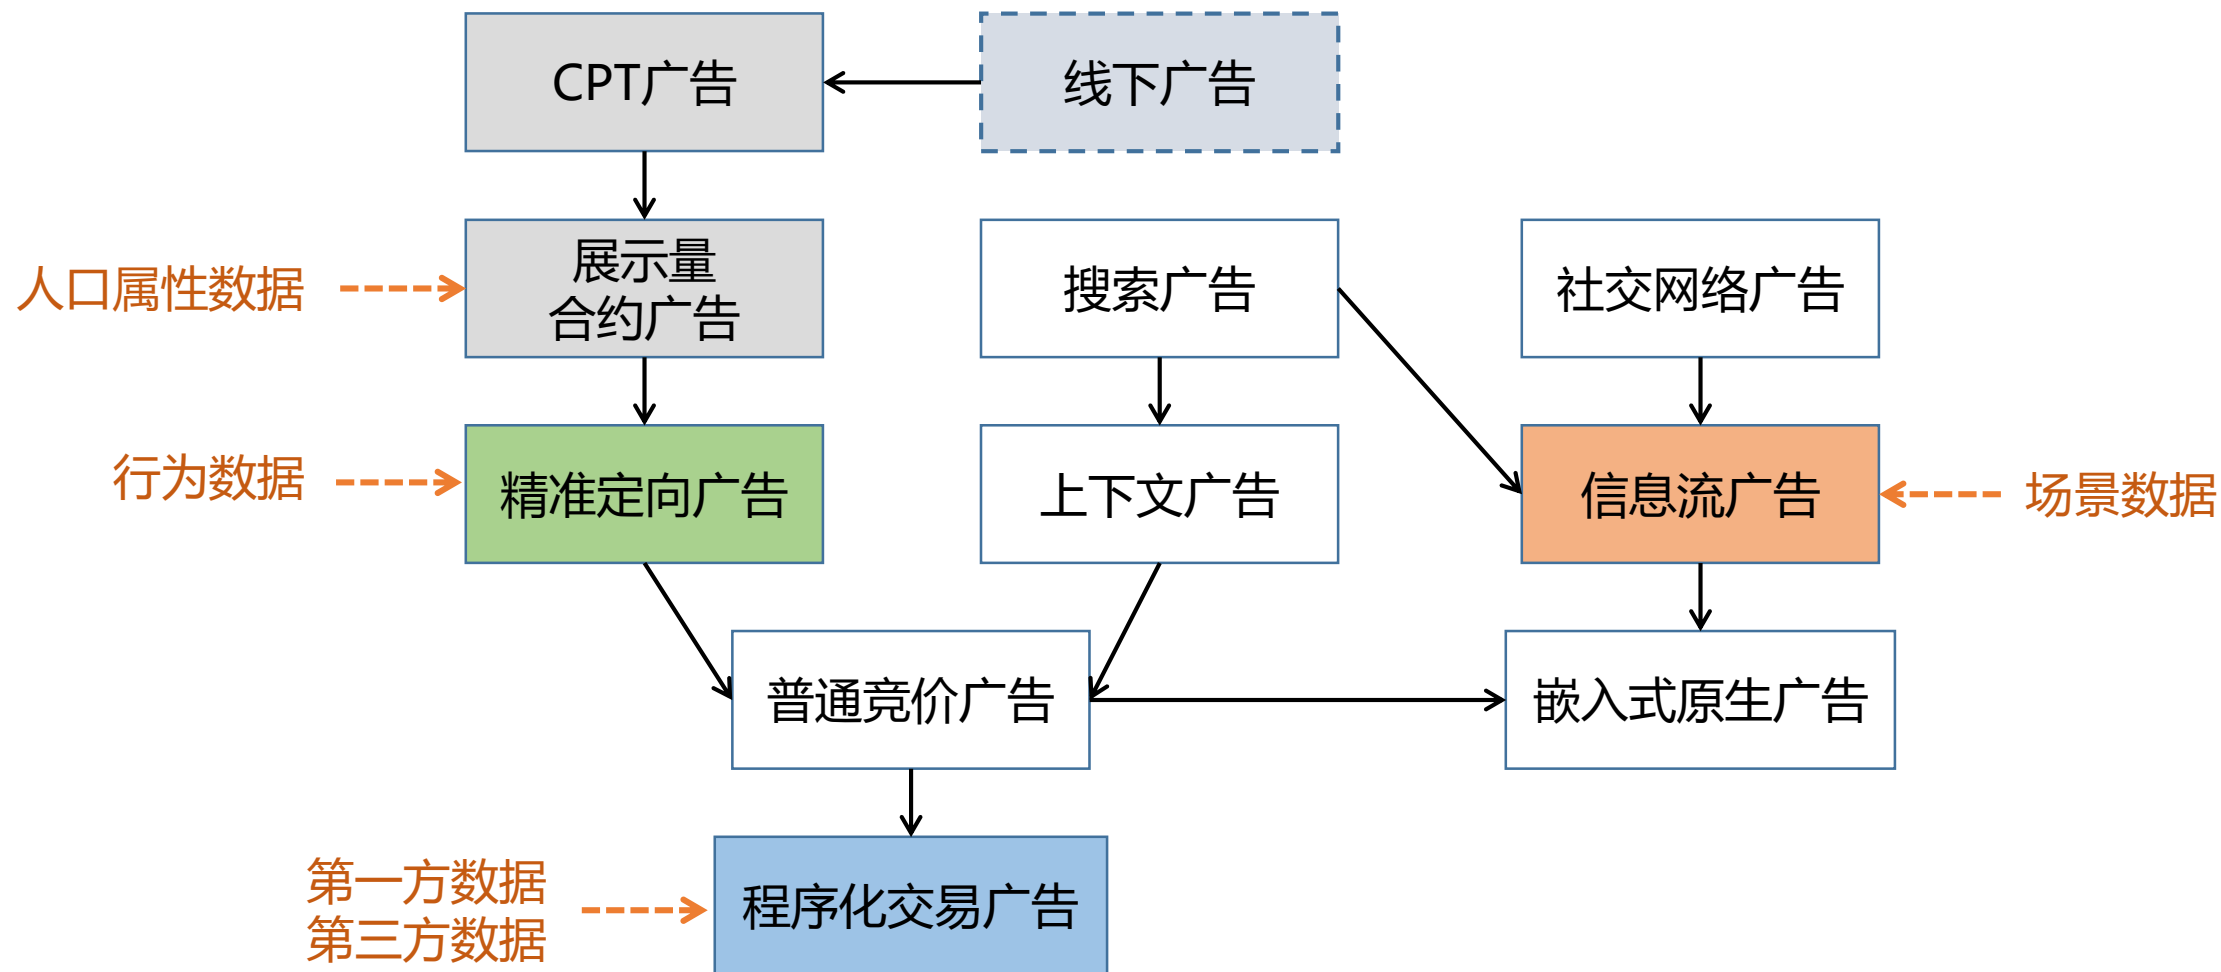 CPT广告
线下广告
人口属性数据
展示量
合约广告
搜索广告
社交网络广告
行为数据
精准定向广告
上下文广告
信息流广告
场景数据
普通竞价广告
嵌入式原生广告
第一方数据
第三方数据
程序化交易广告